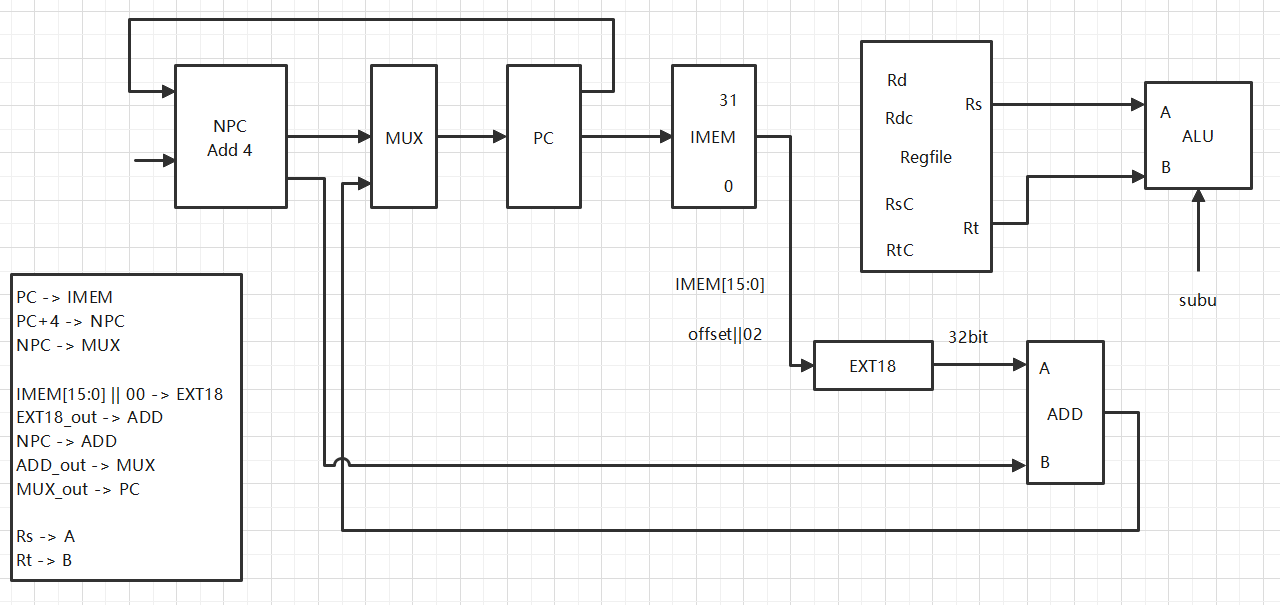 NPC
Add 4
MUX
PC
31
IMEM
0
Rd
Rdc
Rs
Regfile
RsC
Rt
RtC
A
ALU
B
subu
IMEM[15:0]
offset||02
EXT18
32bit
A
ADD
B
PC -> IMEM
PC+4 -> NPC
NPC -> MUX
IMEM[15:0] || 00 -> EXT18
EXT18_out -> ADD
NPC -> ADD
ADD_out -> MUX
MUX_out -> PC
Rs -> A
Rt -> B